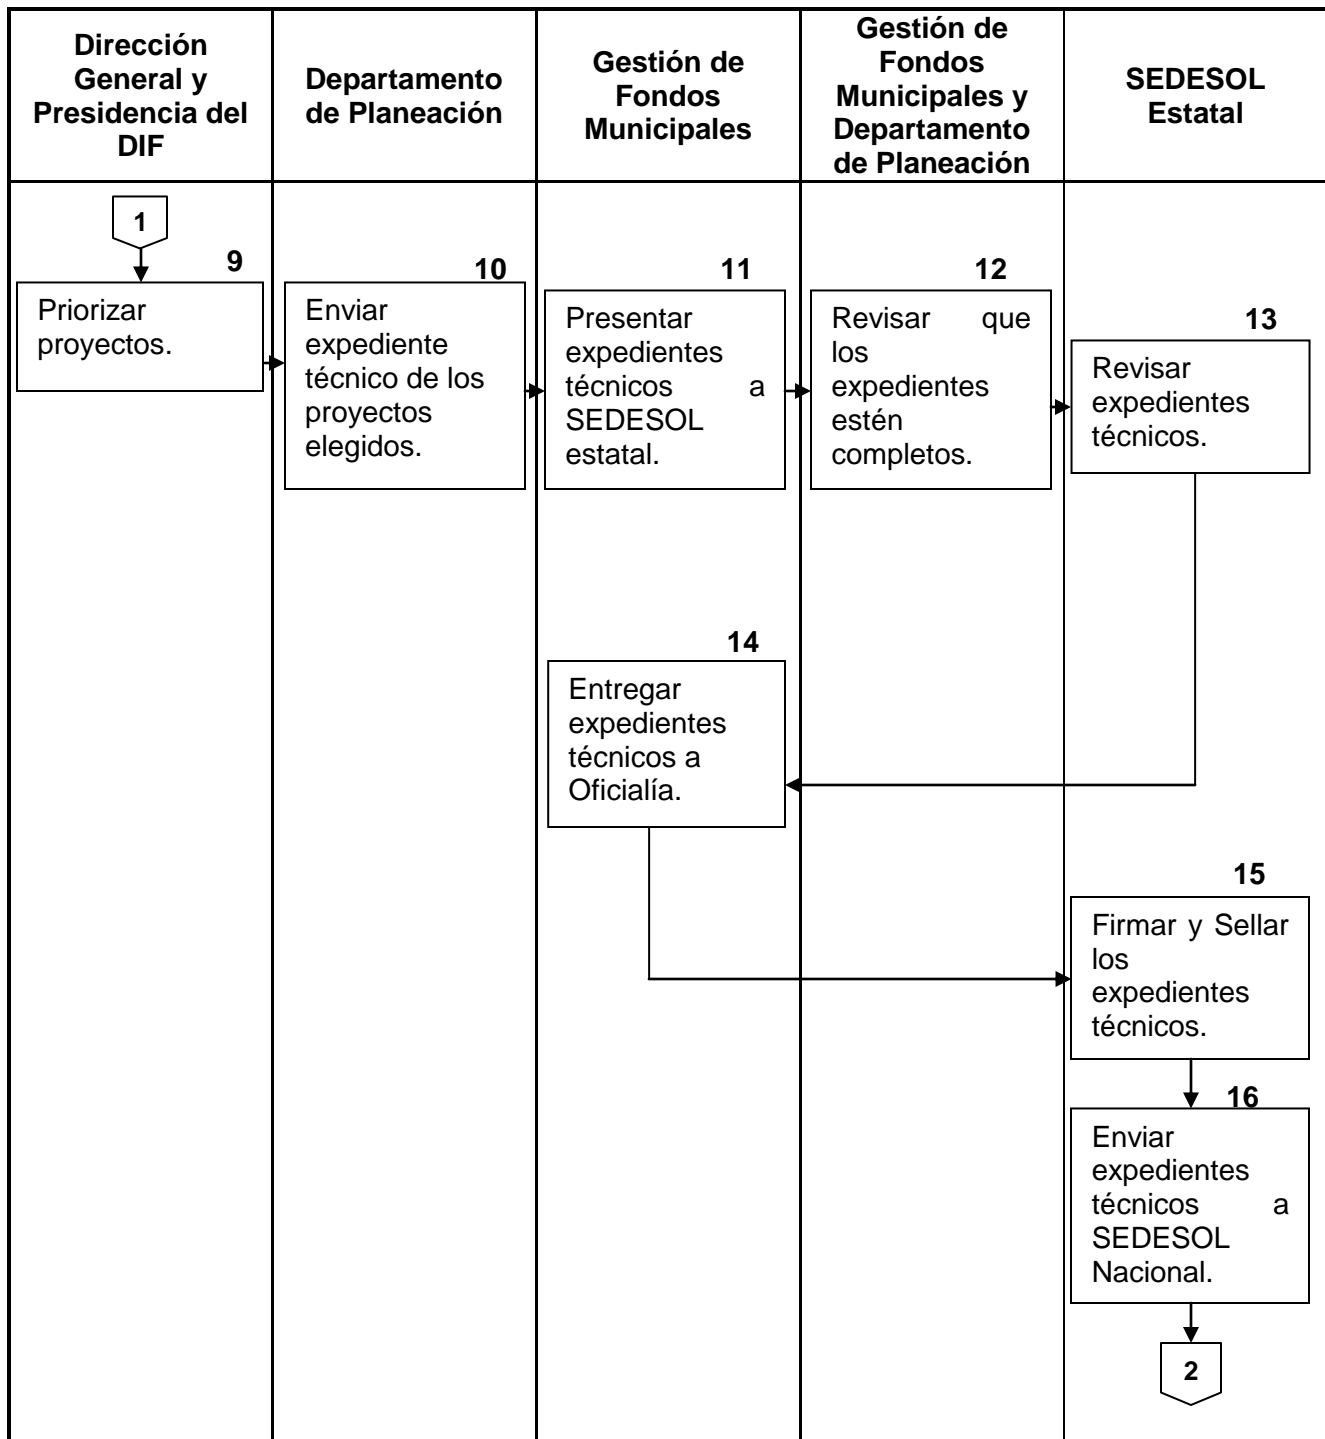 Dirección
General y
Presidencia del
DIF
Departamento
de Planeación
Gestión de
Fondos
Municipales
Gestión de
Fondos
Municipales y
Departamento
de Planeación
SEDESOL
Estatal
1
9
Priorizar
proyectos.
10
Enviar
expediente
técnico de los
proyectos
elegidos.
11
Presentar
expedientes
técnicos a
SEDESOL
estatal.
12
Revisar que
los
expedientes
estén
completos.
13
Revisar
expedientes
técnicos.
14
Entregar
expedientes
técnicos a
Oficialía.
15
Firmar y Sellar
los
expedientes
técnicos.
16
Enviar
expedientes
técnicos a
SEDESOL
Nacional.
2